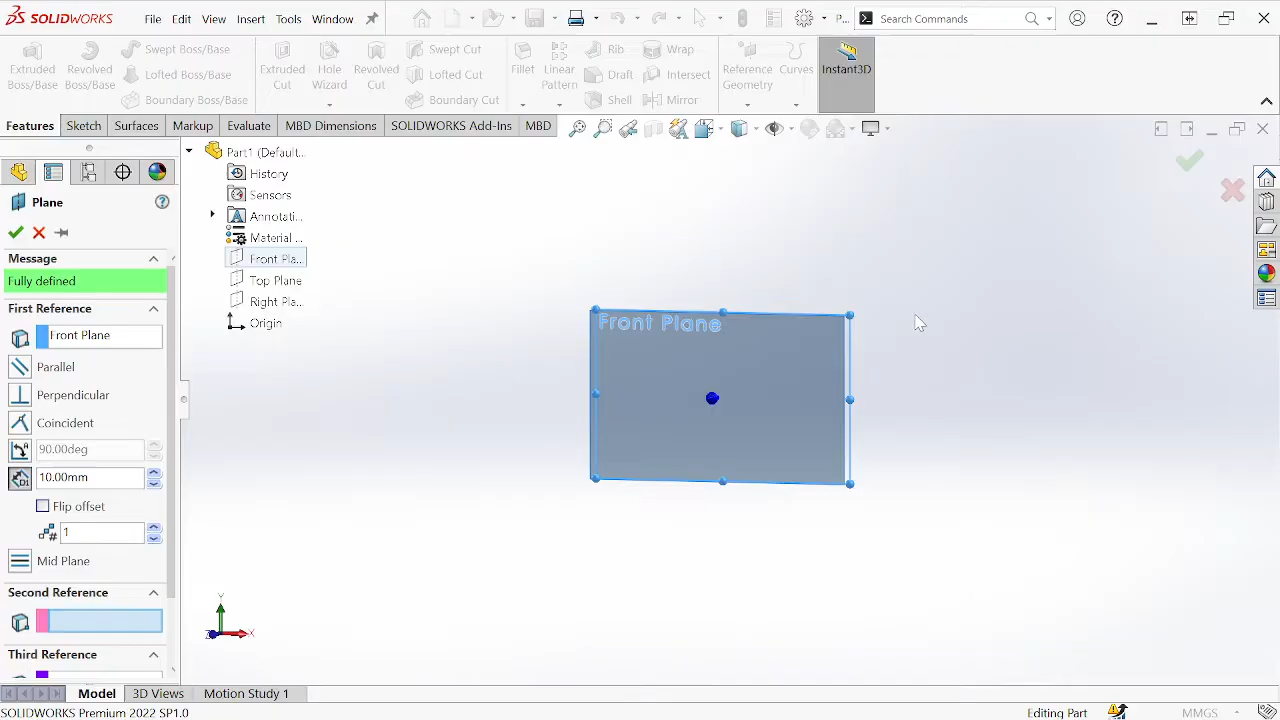 SOLIDWORKS File Edit View Insert Tools Window P... Search Commands
Extruded Boss/Base
Revolved Boss/Base
Swept Boss/Base
Lofted Boss/Base
Boundary Boss/Base
Extruded Cut
Hole Wizard
Revolved Cut
Swept Cut
Lofted Cut
Boundary Cut
Fillet
Linear Pattern
Rib
Draft
Shell
Wrap
Intersect
Mirror
Reference Geometry
Curves
Instant3D
Features Sketch Surfaces Markup Evaluate MBD Dimensions SOLIDWORKS Add-Ins MBD
Plane
Message
Fully defined
First Reference
Front Plane
Parallel
Perpendicular
Coincident
90.00deg
10.00mm
Flip offset
1
Mid Plane
Second Reference
Third Reference
Part1 (Default...
History
Sensors
Annotati...
Material ...
Front Pla...
Top Plane
Right Pla...
Origin
Front Plane
Y
X
Z
Model 3D Views Motion Study 1
SOLIDWORKS Premium 2022 SP1.0 Editing Part MMGS